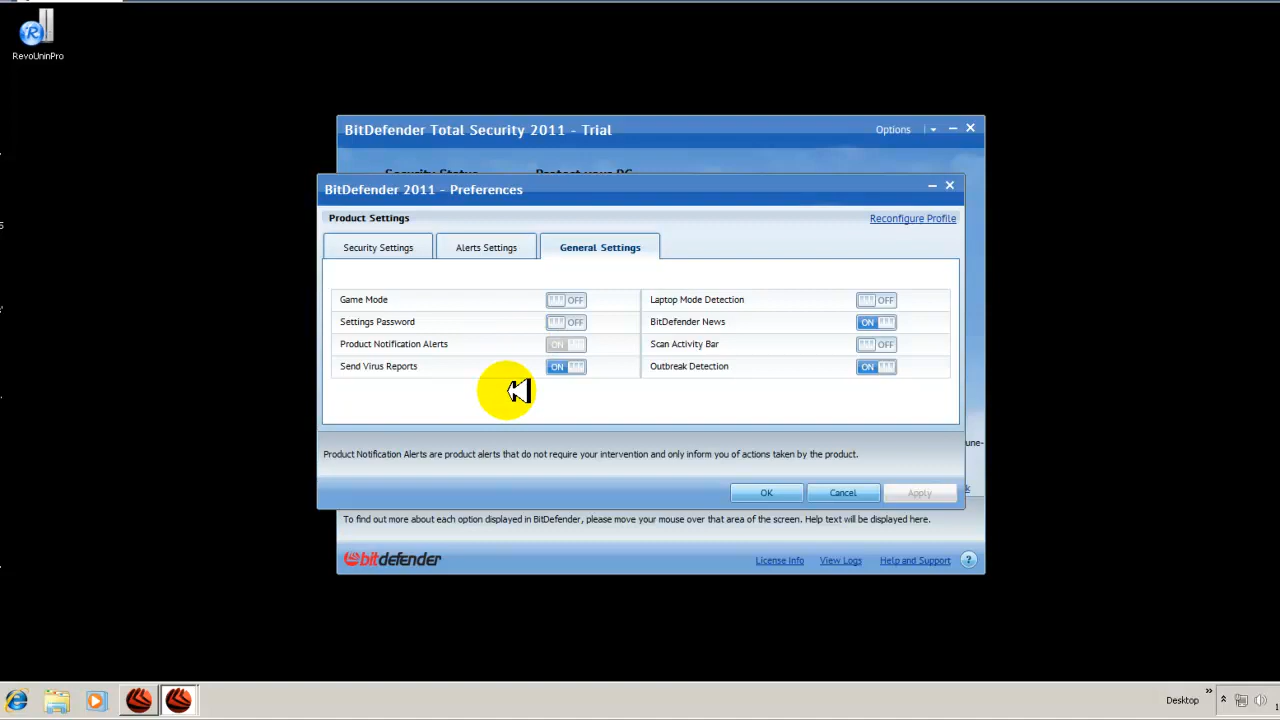 RevoUninPro
BitDefender Total Security 2011 - Trial
Options
BitDefender 2011 - Preferences
Product Settings
Reconfigure Profile
Security Settings
Alerts Settings
General Settings
Game Mode OFF
Laptop Mode Detection OFF
Settings Password OFF
BitDefender News ON
Product Notification Alerts ON
Scan Activity Bar OFF
Send Virus Reports ON
Outbreak Detection ON
Product Notification Alerts are product alerts that do not require your intervention and only inform you of actions taken by the product.
OK
Cancel
Apply
To find out more about each option displayed in BitDefender, please move your mouse over that area of the screen. Help text will be displayed here.
bitdefender
License Info
View Logs
Help and Support
?
Desktop